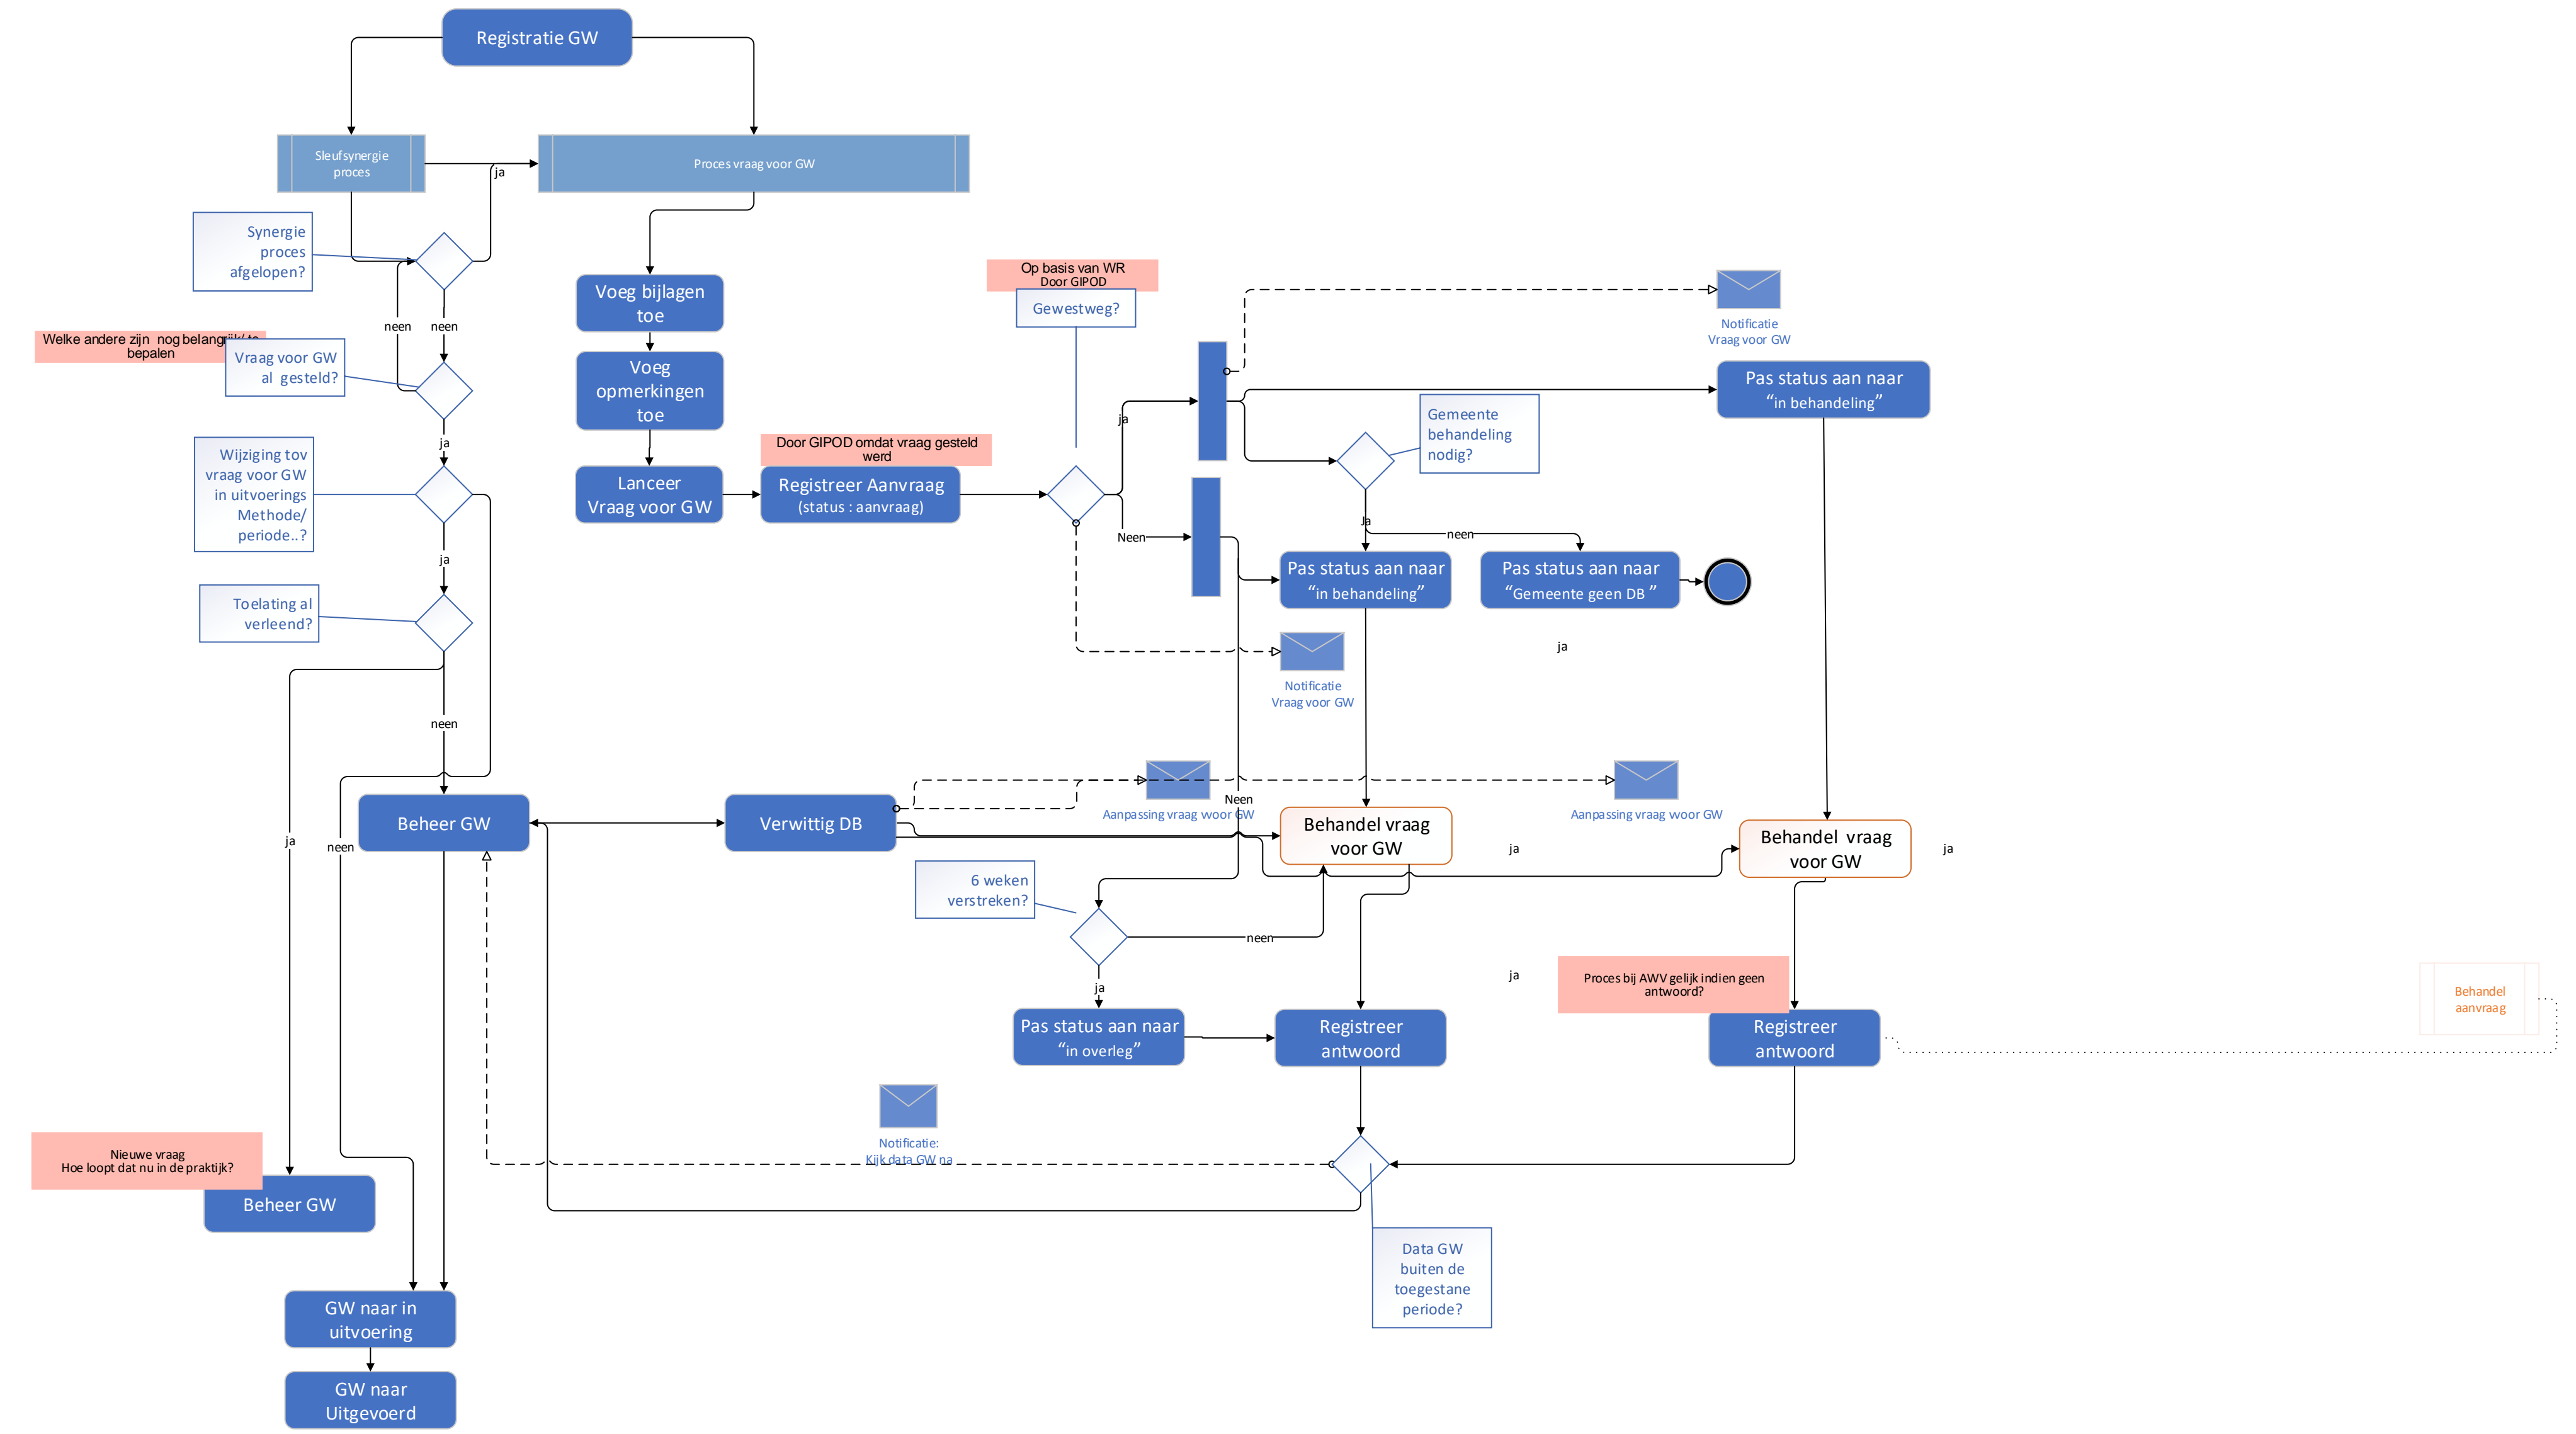 Registratie GW
Sleufsynergie
proces
ja
Proces vraag voor GW
Synergie
proces
afgelopen?
neen
neen
Welke andere zijn nog belangrijk/ te
bepalen
Vraag voor GW
al gesteld?
ja
Wijziging tov
vraag voor GW
in uitvoerings
Methode/
periode..?
ja
Toelating al
verleend?
neen
ja
neen
Voeg bijlagen
toe
Voeg
opmerkingen
toe
Lanceer
Vraag voor GW
Door GIPOD omdat vraag gesteld
werd
Registreer Aanvraag
(status : aanvraag)
Op basis van WR
Door GIPOD
Gewestweg?
ja
Neen
Notificatie
Vraag voor GW
Pas status aan naar
“in behandeling”
Gemeente
behandeling
nodig?
Ja
neen
Pas status aan naar
“in behandeling”
Pas status aan naar
“Gemeente geen DB ”
ja
Notificatie
Vraag voor GW
Beheer GW
Verwittig DB
Aanpassing vraag vvoor GW
Neen
Aanpassing vraag vvoor GW
Behandel vraag
voor GW
ja
Behandel vraag
voor GW
ja
6 weken
verstreken?
neen
ja
ja
Proces bij AWV gelijk indien geen
antwoord?
Behandel
aanvraag
Pas status aan naar
“in overleg”
Registreer
antwoord
Registreer
antwoord
Notificatie:
Kijk data GW na
Nieuwe vraag
Hoe loopt dat nu in de praktijk?
Beheer GW
Data GW
buiten de
toegestane
periode?
GW naar in
uitvoering
GW naar
Uitgevoerd